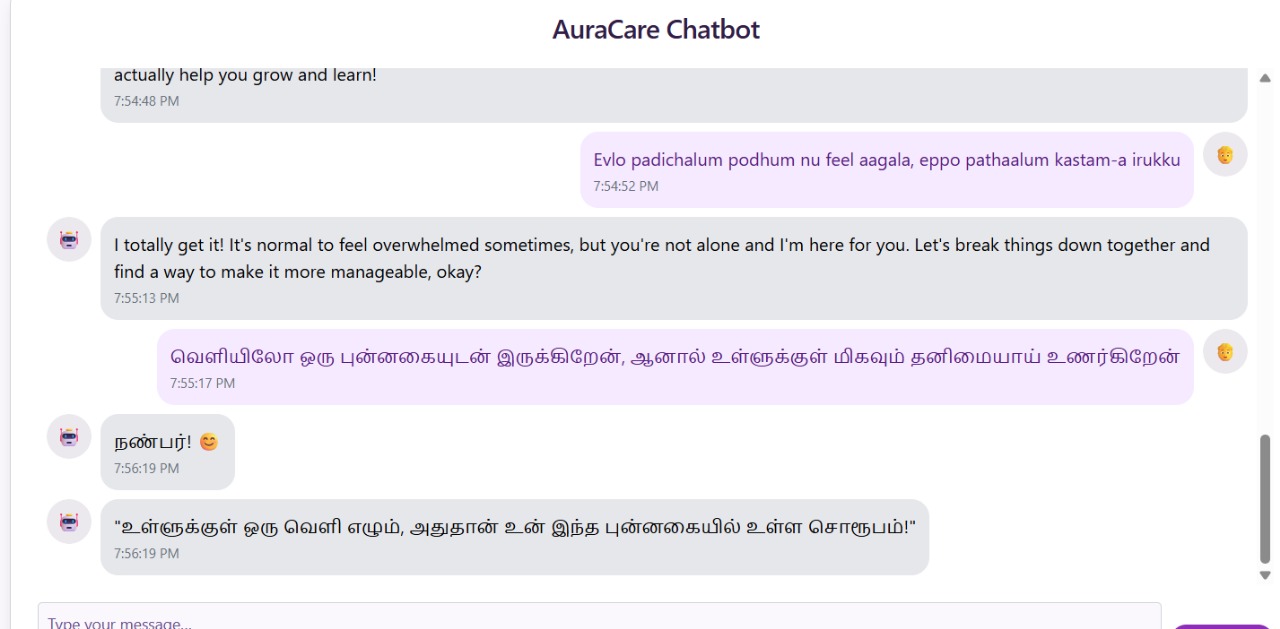 AuraCare Chatbot
actually help you grow and learn!
7:54:48 PM
Evlo padichalum podhum nu feel aagala, eppo pathaalum kastam-a irukku
7:54:52 PM
I totally get it! It's normal to feel overwhelmed sometimes, but you're not alone and I'm here for you. Let's break things down together and
find a way to make it more manageable, okay?
7:55:13 PM
வெளியிலோ ஒரு புன்னகையுடன் இருக்கிறேன், ஆனால் உள்ளுக்குள் மிகவும் தனிமையாய் உணர்கிறேன்
7:55:17 PM
நண்பர்! 😊
7:56:19 PM
"உள்ளுக்குள் ஒரு வெளி எழும், அதுதான் உன் இந்த புன்னகையில் உள்ள சொரூபம்!"
7:56:19 PM
Type your message...